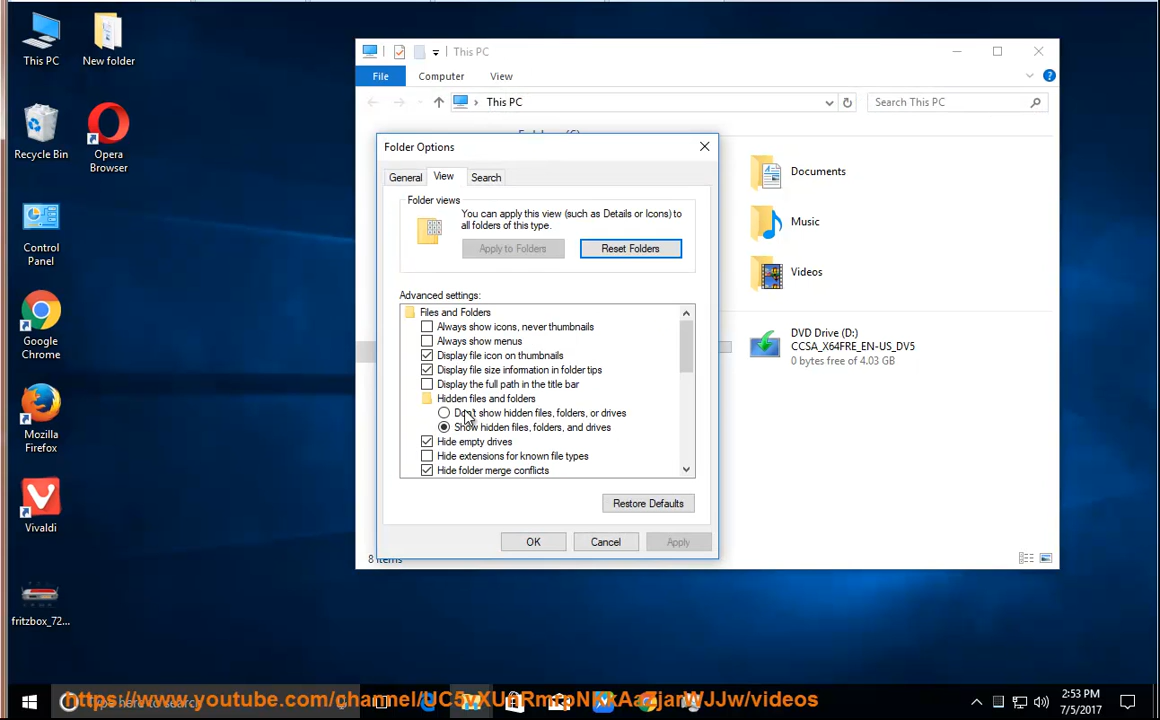 This PC
New folder
Recycle Bin
Opera
Browser
Control
Panel
Google
Chrome
Mozilla
Firefox
Vivaldi
fritzbox_72...
This PC
File
Computer
View
This PC
Search This PC
Folder Options
General
View
Search
Folder views
You can apply this view (such as Details or Icons) to
all folders of this type.
Apply to Folders
Reset Folders
Advanced settings:
Files and Folders
Always show icons, never thumbnails
Always show menus
Display file icon on thumbnails
Display file size information in folder tips
Display the full path in the title bar
Hidden files and folders
Don't show hidden files, folders, or drives
Show hidden files, folders, and drives
Hide empty drives
Hide extensions for known file types
Hide folder merge conflicts
Restore Defaults
OK
Cancel
Apply
Documents
Music
Videos
DVD Drive (D:)
CCSA_X64FRE_EN-US_DV5
0 bytes free of 4.03 GB
8 items
2:53 PM
7/5/2017